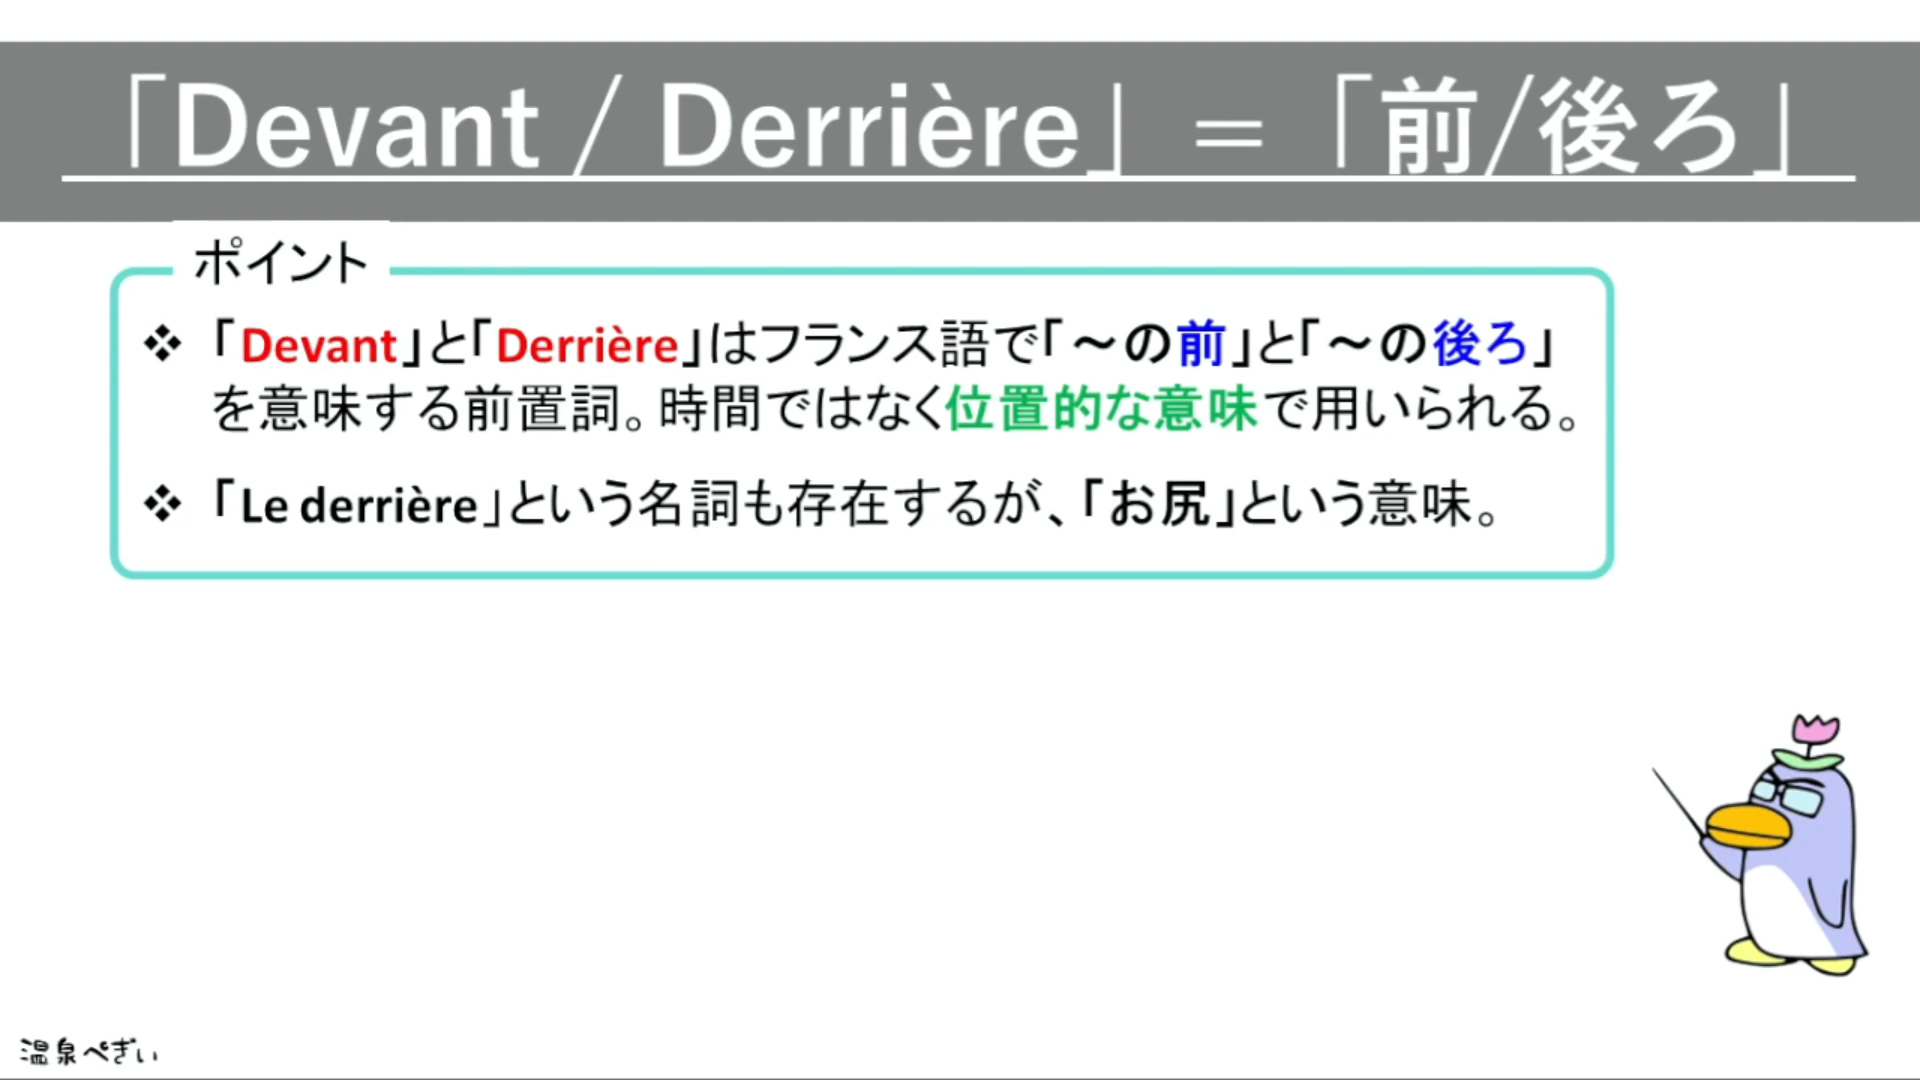 「Devant / Derrière」 = 「前/後ろ」
ポイント
❖ 「Devant」と「Derrière」はフランス語で「～の前」と「～の後ろ」
を意味する前置詞。時間ではなく位置的な意味で用いられる。
❖ 「Le derrière」という名詞も存在するが、「お尻」という意味。
温泉ぺぎぃ